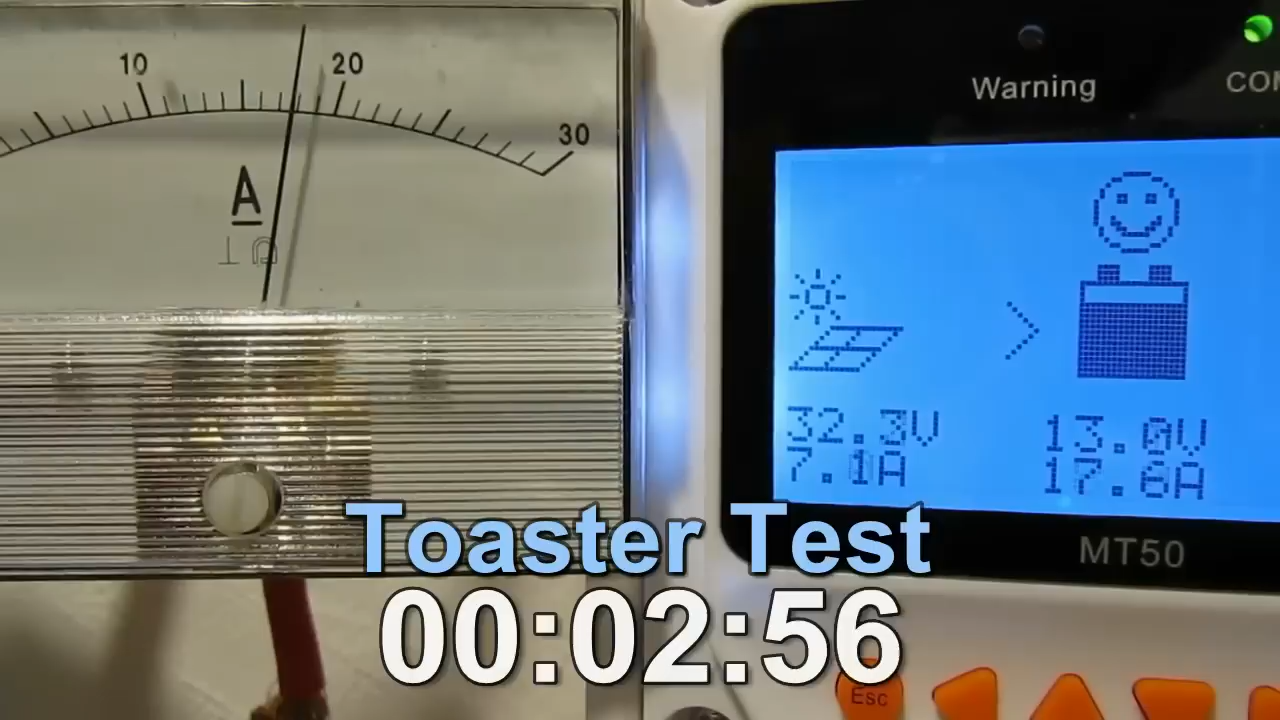 10
20
30
A
Warning
COM
32.3V
7.1A
13.0V
17.6A
MT50
Toaster Test
00:02:56
Esc